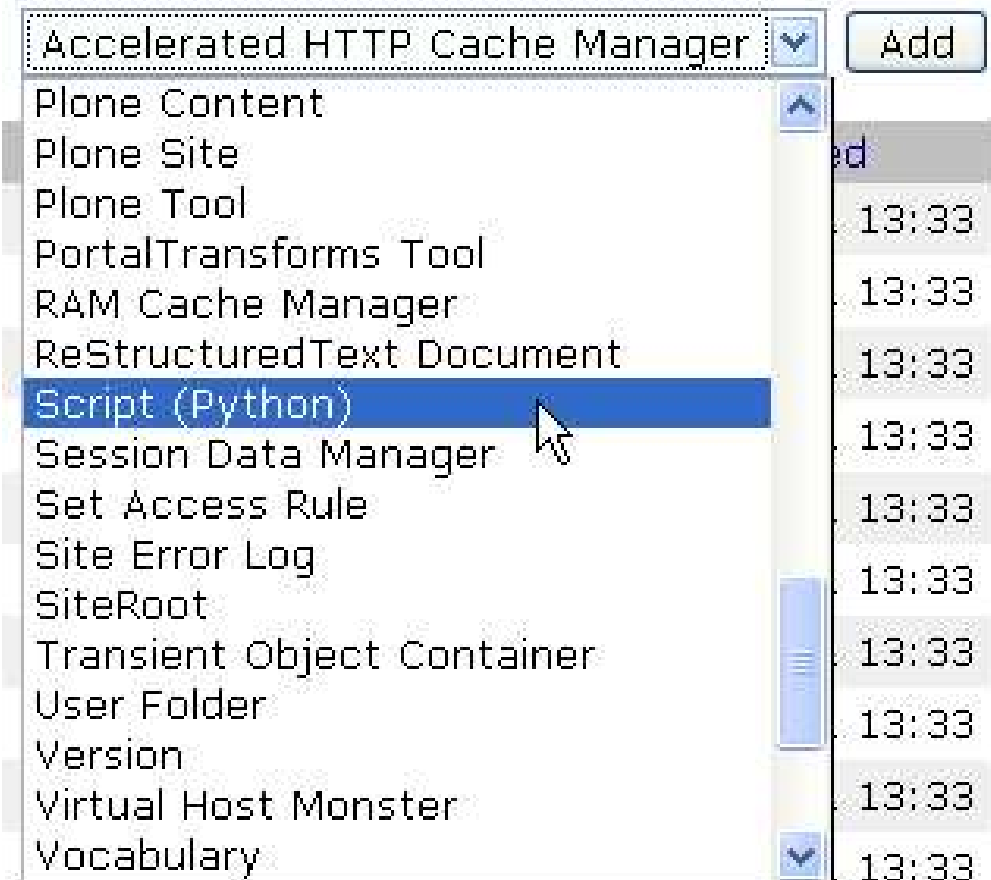 Accelerated HTTP Cache Manager Add
Plone Content
Plone Site
ed
Plone Tool
13:33
PortalTransforms Tool
RAM Cache Manager
13:33
ReStructuredText Document
13:33
Script (Python)
13:33
Session Data Manager
Set Access Rule
13:33
Site Error Log
13:33
SiteRoot
Transient Object Container
13:33
User Folder
13:33
Version
Virtual Host Monster
13:33
Vocabulary
13:33